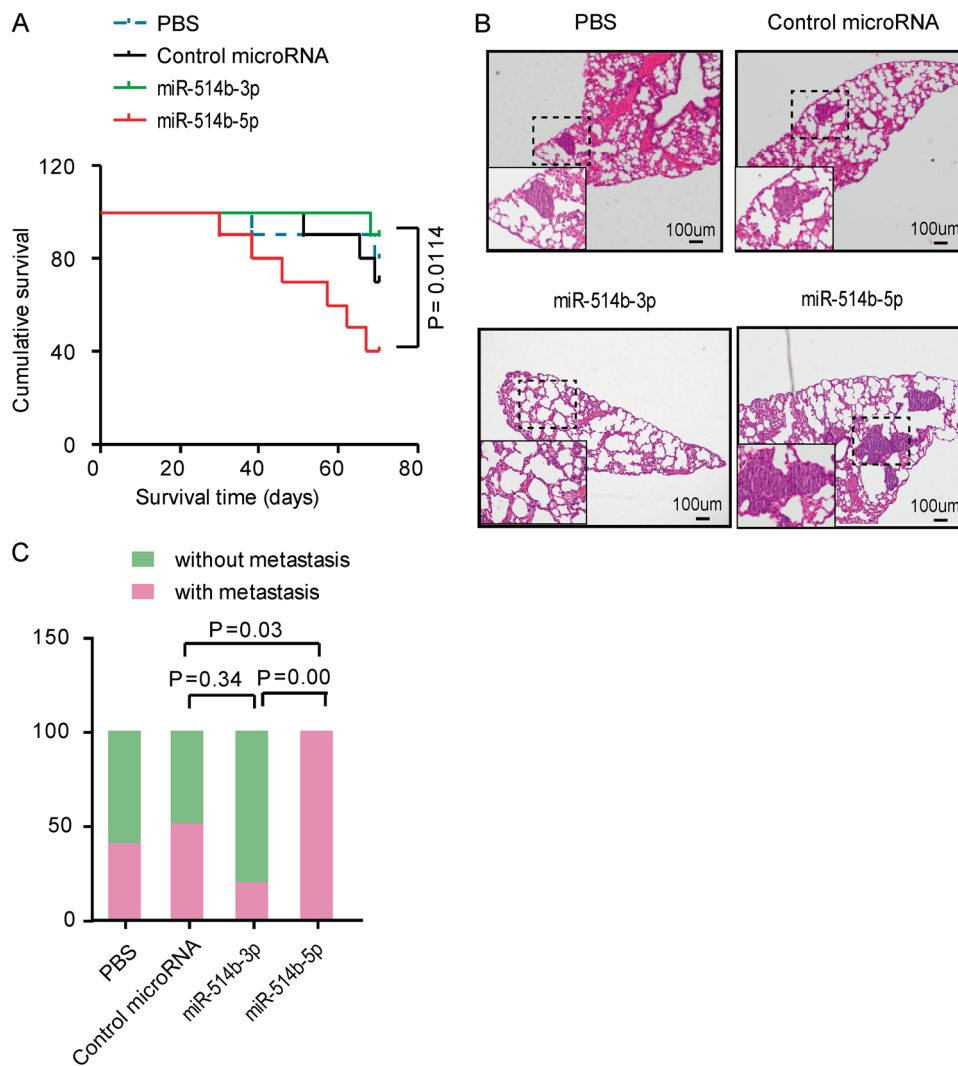 A
PBS
Control microRNA
miR-514b-3p
miR-514b-5p
120
80
40
0
0 20 40 60 80
Cumulative survival
Survival time (days)
P = 0.0114
B
PBS
Control microRNA
100um
100um
miR-514b-3p
miR-514b-5p
100um
100um
C
without metastasis
with metastasis
P=0.03
P=0.34
P=0.00
150
100
50
0
PBS
Control microRNA
miR-514b-3p
miR-514b-5p